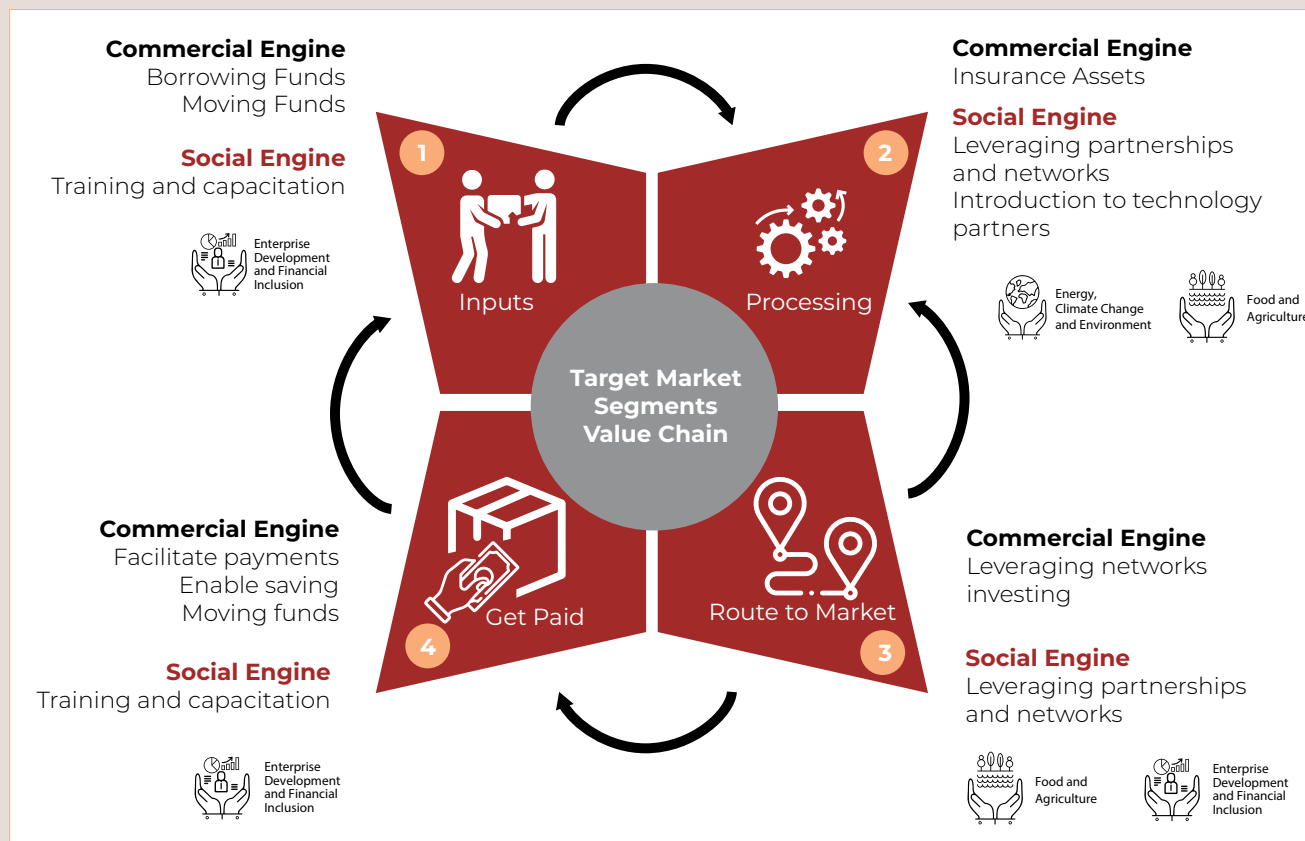 Commercial Engine
Borrowing Funds
Moving Funds
Social Engine
Training and capacitation
Enterprise
Development
and Financial
Inclusion
1
Inputs
Commercial Engine
Insurance Assets
Social Engine
Leveraging partnerships
and networks
Introduction to technology
partners
Energy,
Climate Change
and Environment
Food and
Agriculture
2
Processing
Target Market
Segments
Value Chain
Commercial Engine
Facilitate payments
Enable saving
Moving funds
Social Engine
Training and capacitation
Enterprise
Development
and Financial
Inclusion
Get Paid
4
Route to Market
3
Commercial Engine
Leveraging networks
investing
Social Engine
Leveraging partnerships
and networks
Food and
Agriculture
Enterprise
Development
and Financial
Inclusion